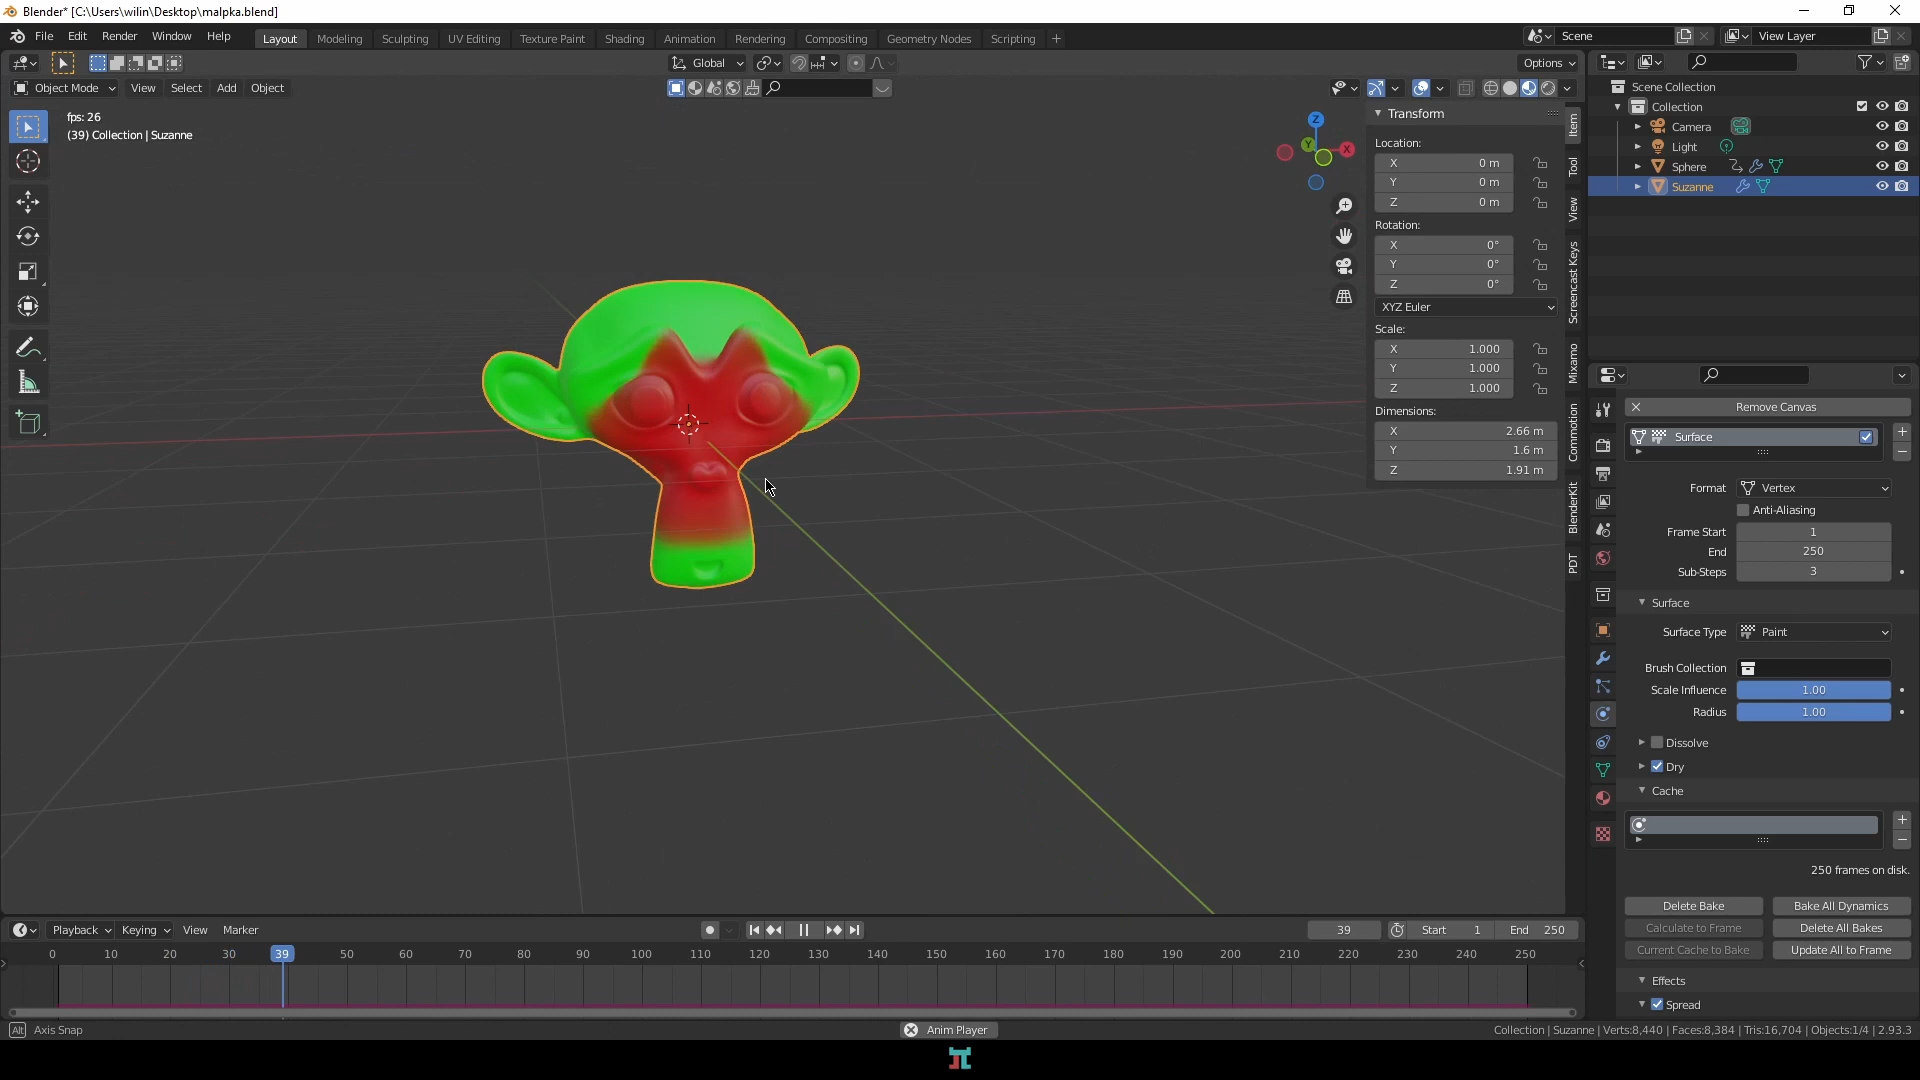 Blender* [C:\Users\wilin\Desktop\malpka.blend]
File Edit Render Window Help
Layout Modeling Sculpting UV Editing Texture Paint Shading Animation Rendering Compositing Geometry Nodes Scripting +
Scene
View Layer
Global
Options
Object Mode View Select Add Object
fps: 26
(39) Collection | Suzanne
Z
Y
X
Transform
Location:
X 0 m
Y 0 m
Z 0 m
Rotation:
X 0°
Y 0°
Z 0°
XYZ Euler
Scale:
X 1.000
Y 1.000
Z 1.000
Dimensions:
X 2.66 m
Y 1.6 m
Z 1.91 m
Item
Tool
View
Screencast Keys
Mixamo
Commotion
BlenderKit
PDT
Scene Collection
Collection
Camera
Light
Sphere
Suzanne
Remove Canvas
Surface
Format Vertex
Anti-Aliasing
Frame Start 1
End 250
Sub-Steps 3
Surface
Surface Type Paint
Brush Collection
Scale Influence 1.00
Radius 1.00
Dissolve
Dry
Cache
250 frames on disk.
Delete Bake Bake All Dynamics
Calculate to Frame Delete All Bakes
Current Cache to Bake Update All to Frame
Effects
Spread
Playback Keying View Marker
39
Start 1 End 250
0 10 20 30 39 50 60 70 80 90 100 110 120 130 140 150 160 170 180 190 200 210 220 230 240 250
Alt Axis Snap
Anim Player
Collection | Suzanne | Verts:8,440 | Faces:8,384 | Tris:16,704 | Objects:1/4 | 2.93.3